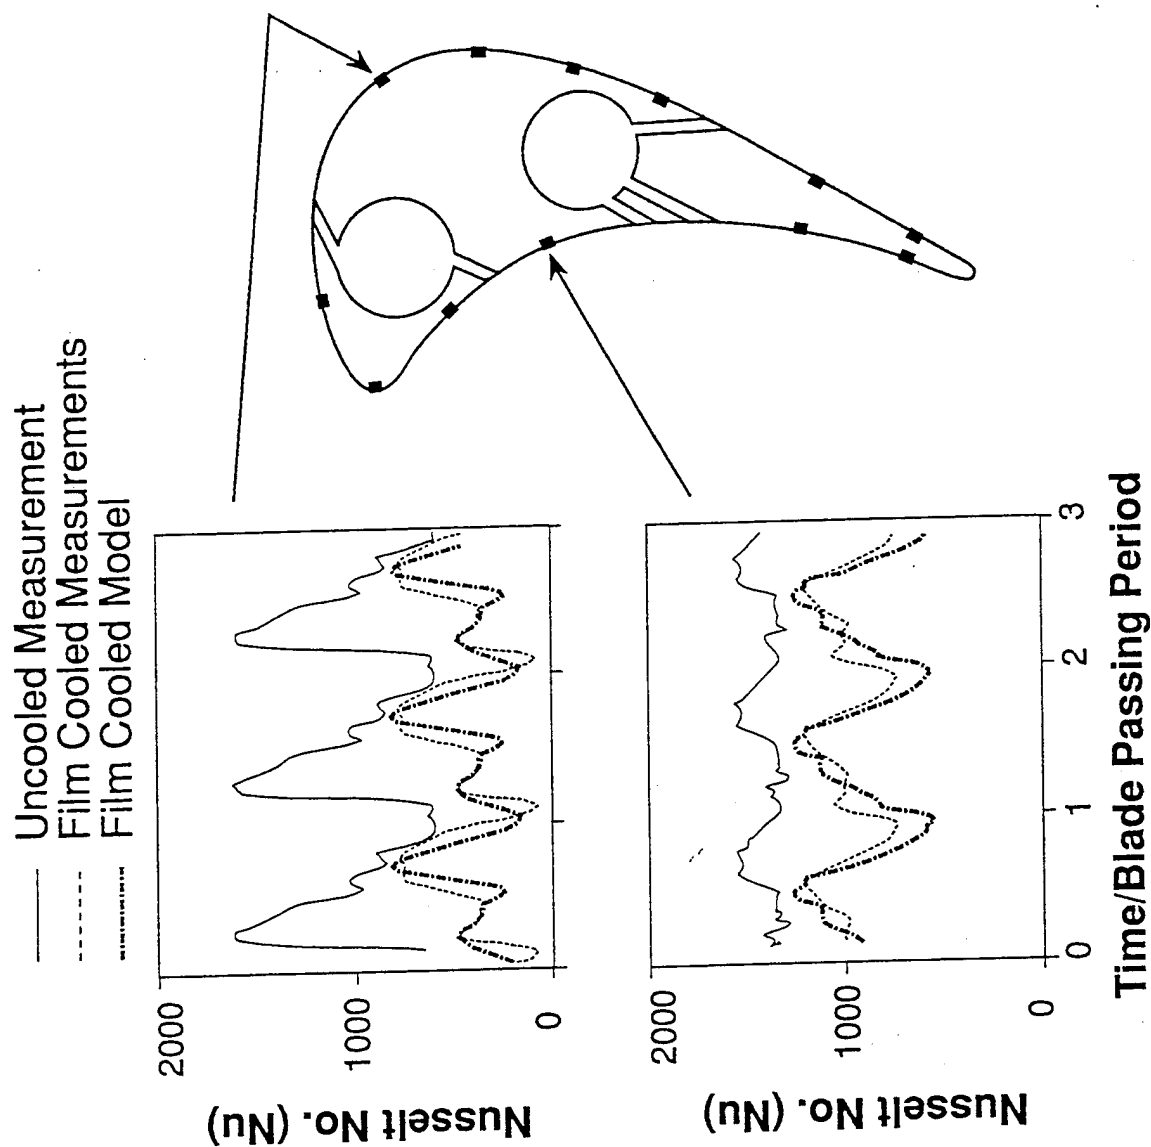 Uncooled Measurement
Film Cooled Measurements
Film Cooled Model
Nusselt No. (Nu)
2000
1000
0
Nusselt No. (Nu)
2000
1000
0
0
1
2
3
Time/Blade Passing Period